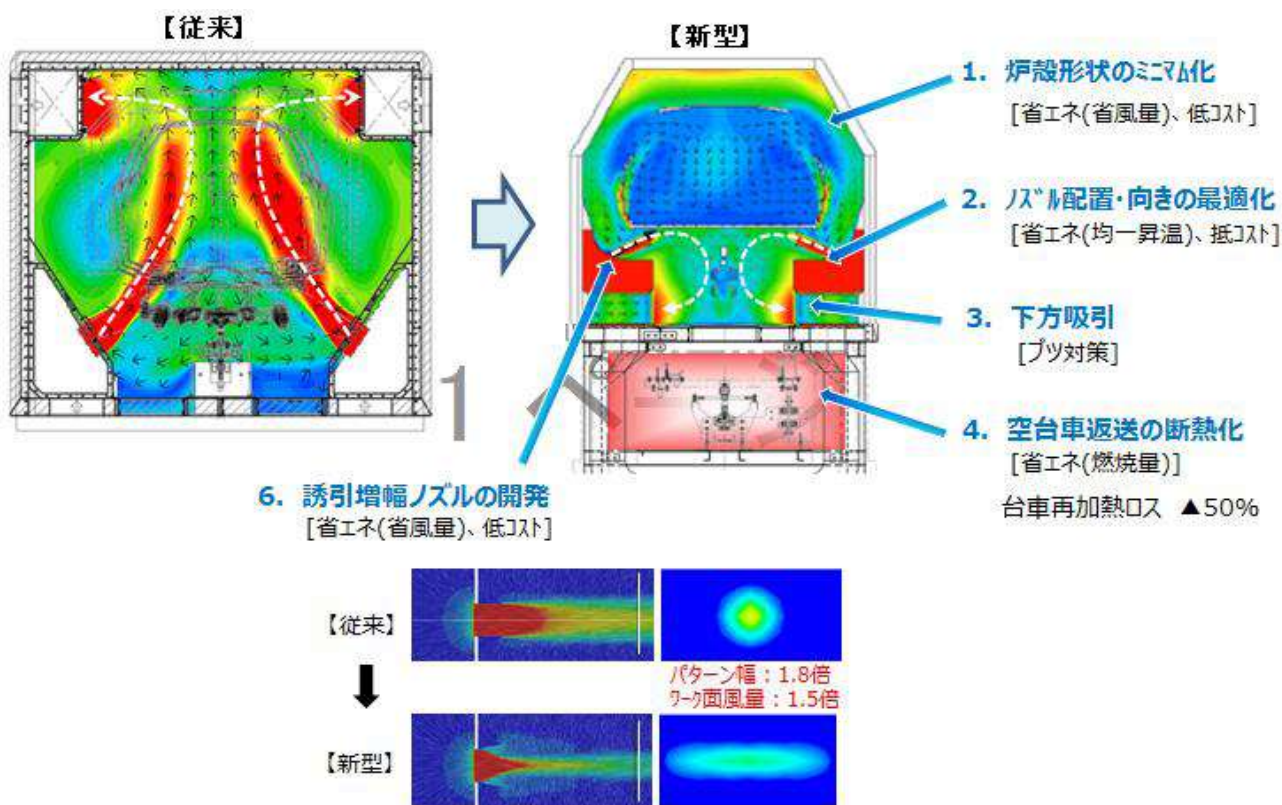 【従来】
【新型】
1. 炉殻形状のミニマム化
[省エネ(省風量)、低コスト]
2. ノズル配置・向きの最適化
[省エネ(均一昇温)、抵コスト]
3. 下方吸引
[ブツ対策]
4. 空台車返送の断熱化
[省エネ(燃焼量)]
台車再加熱ロス ▲50%
1 ページ
6. 誘引増幅ノズルの開発
[省エネ(省風量)、低コスト]
【従来】
パターン幅：1.8倍
ワーク面風量：1.5倍
【新型】